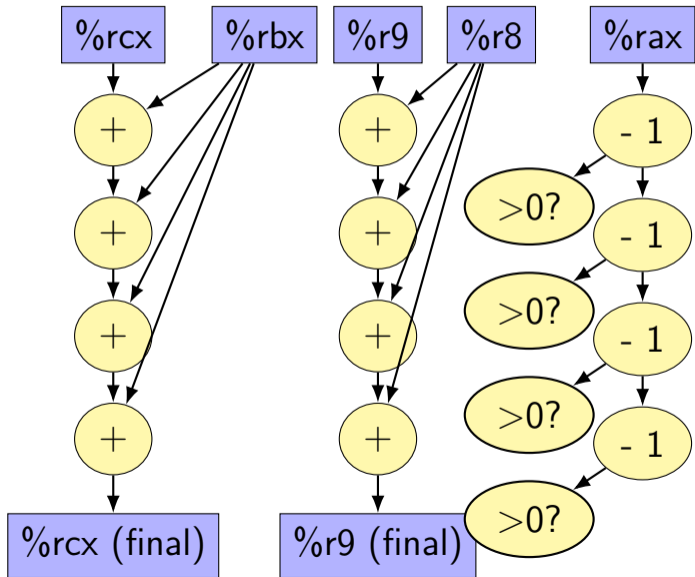 %rcx %rbx %r9 %r8 %rax
+ + - 1
>0?
+ + - 1
>0?
+ + - 1
>0?
+ + - 1
>0?
%rcx (final) %r9 (final)